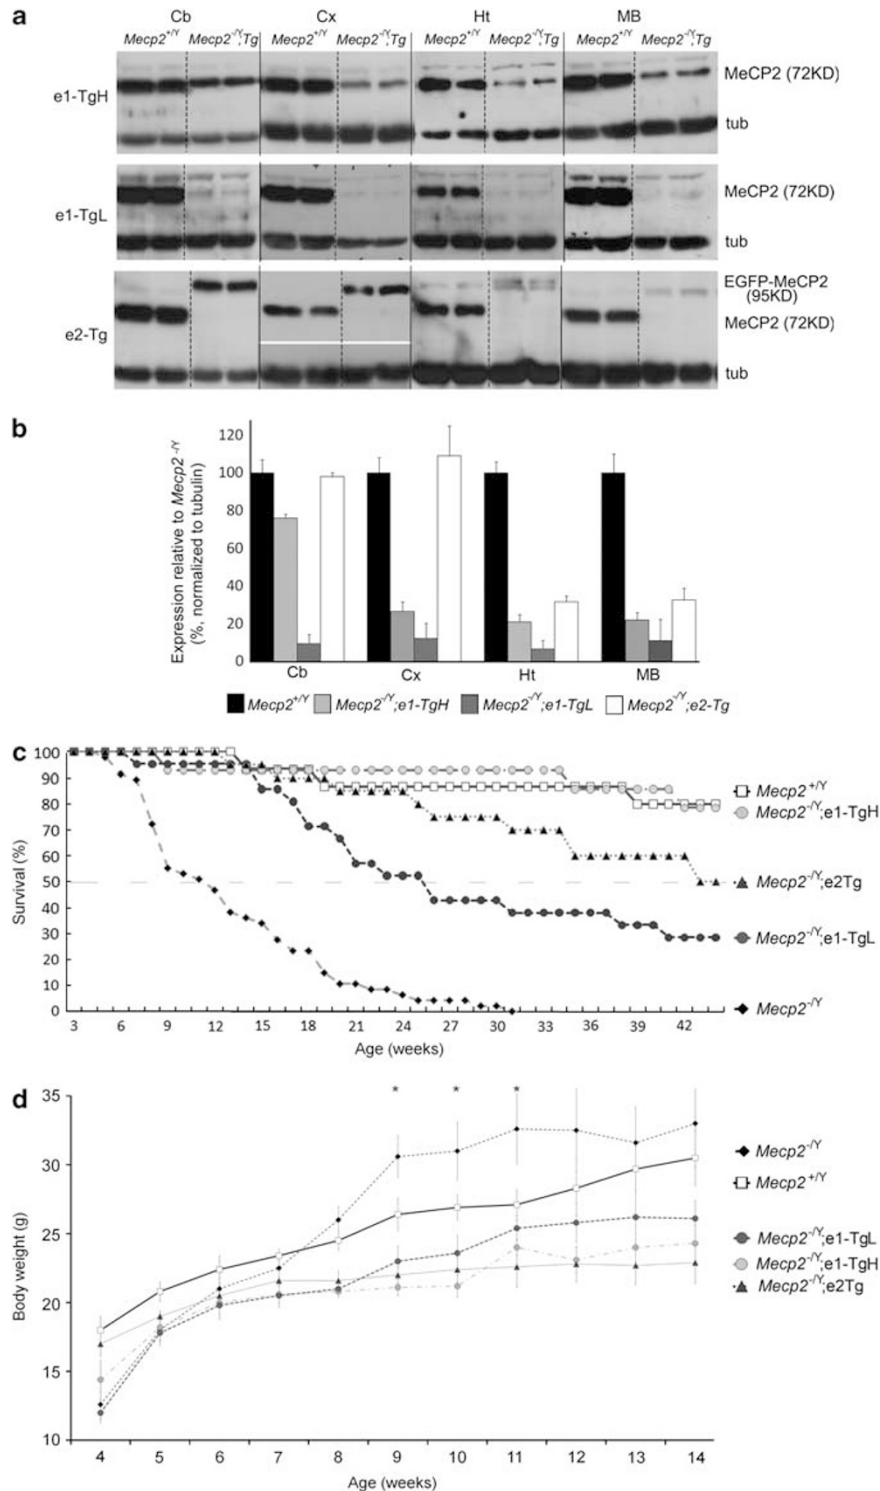 a
Cb Cx Ht MB
Mecp2+/Y Mecp2-/Y;Tg Mecp2+/Y Mecp2-/Y;Tg Mecp2+/Y Mecp2-/Y;Tg Mecp2+/Y Mecp2-/Y;Tg
e1-TgH
MeCP2 (72KD)
tub
e1-TgL
MeCP2 (72KD)
tub
e2-Tg
EGFP-MeCP2
(95KD)
MeCP2 (72KD)
tub
b
Expression relative to Mecp2-/Y
(%, normalized to tubulin)
120
100
80
60
40
20
0
Cb Cx Ht MB
Mecp2+/Y Mecp2-/Y;e1-TgH Mecp2-/Y;e1-TgL Mecp2-/Y;e2-Tg
c
Survival (%)
100
90
80
70
60
50
40
30
20
10
0
3 6 9 12 15 18 21 24 27 30 33 36 39 42
Age (weeks)
Mecp2+/Y
Mecp2-/Y;e1-TgH
Mecp2-/Y;e2Tg
Mecp2-/Y;e1-TgL
Mecp2-/Y
d
Body weight (g)
35
30
25
20
15
10
* * *
4 5 6 7 8 9 10 11 12 13 14
Age (weeks)
Mecp2-/Y
Mecp2+/Y
Mecp2-/Y;e1-TgL
Mecp2-/Y;e1-TgH
Mecp2-/Y;e2Tg